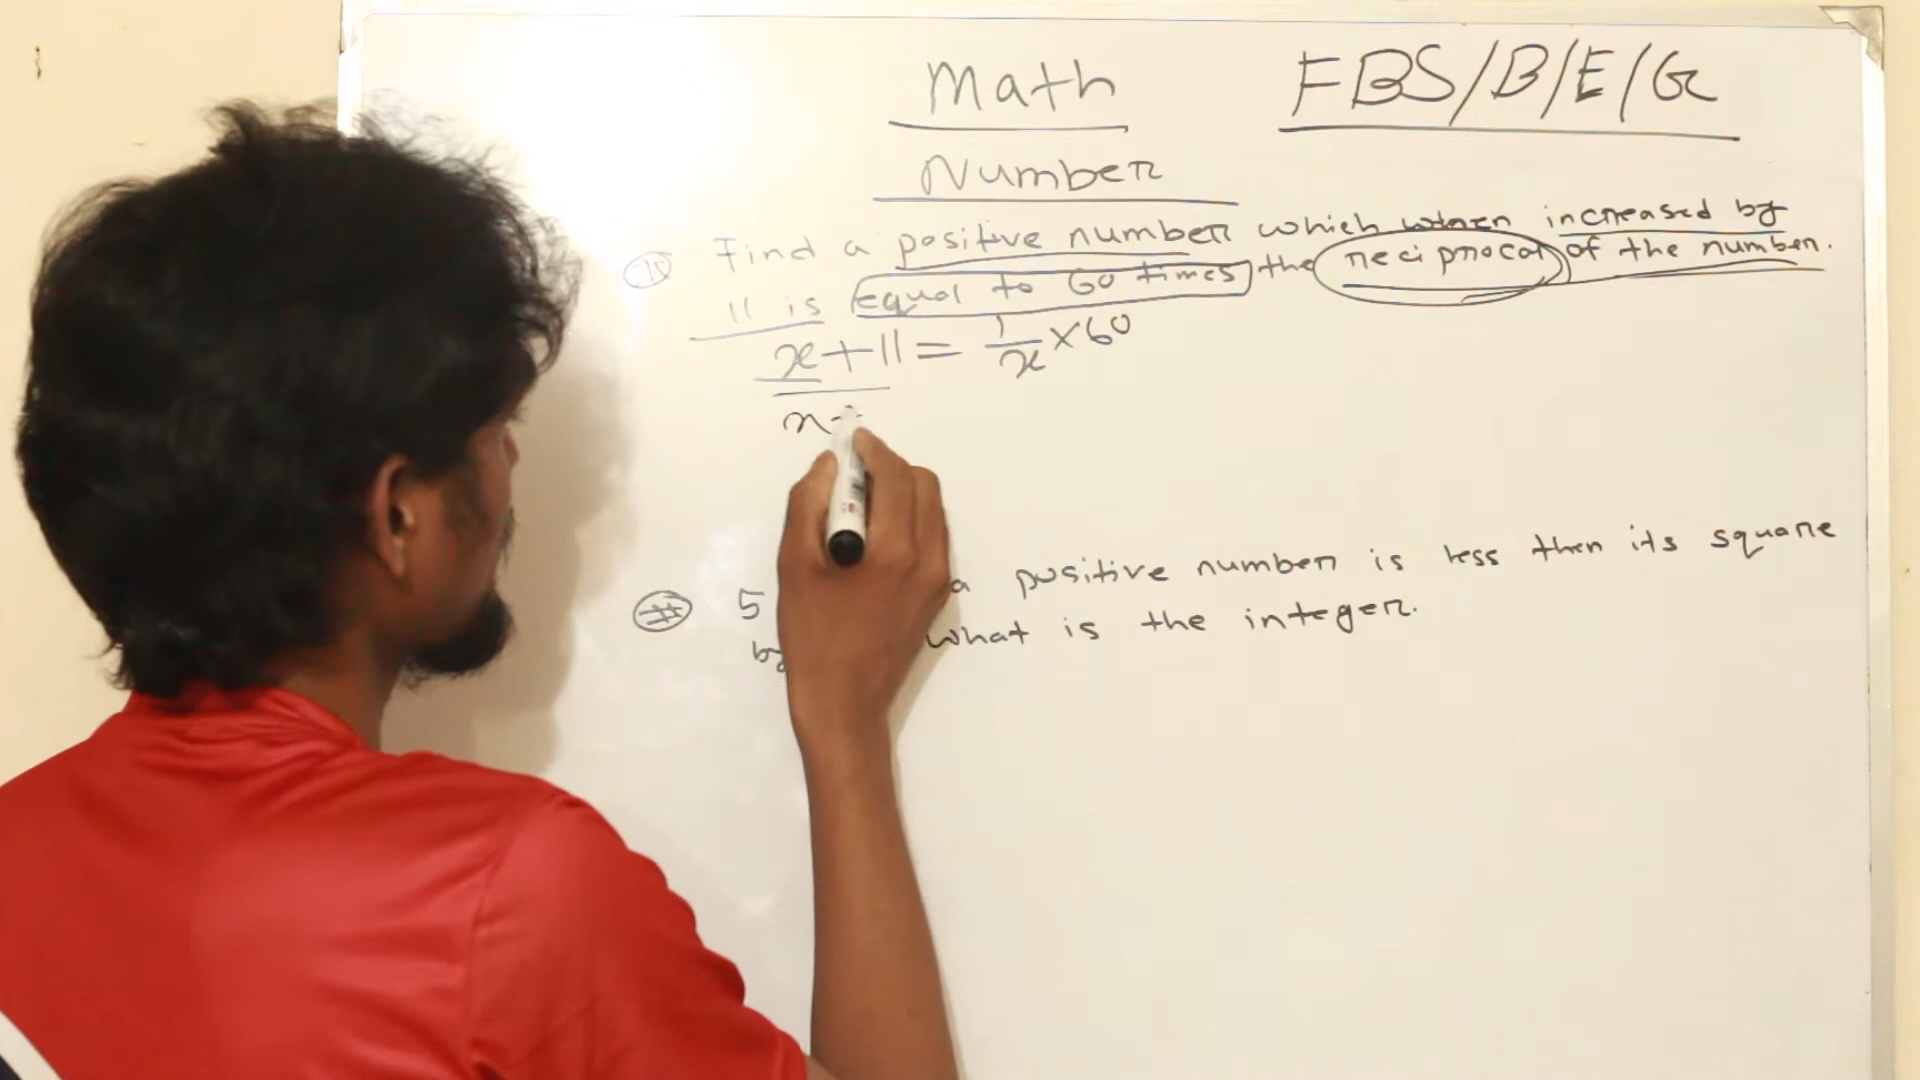 Math
FBS/B/E/G
Number
Find a positive number which when increased by
11 is equal to 60 times the reciprocal of the number.
x+11 = 1/x ×60
x+
5 a positive number is less then its square
by what is the integer.